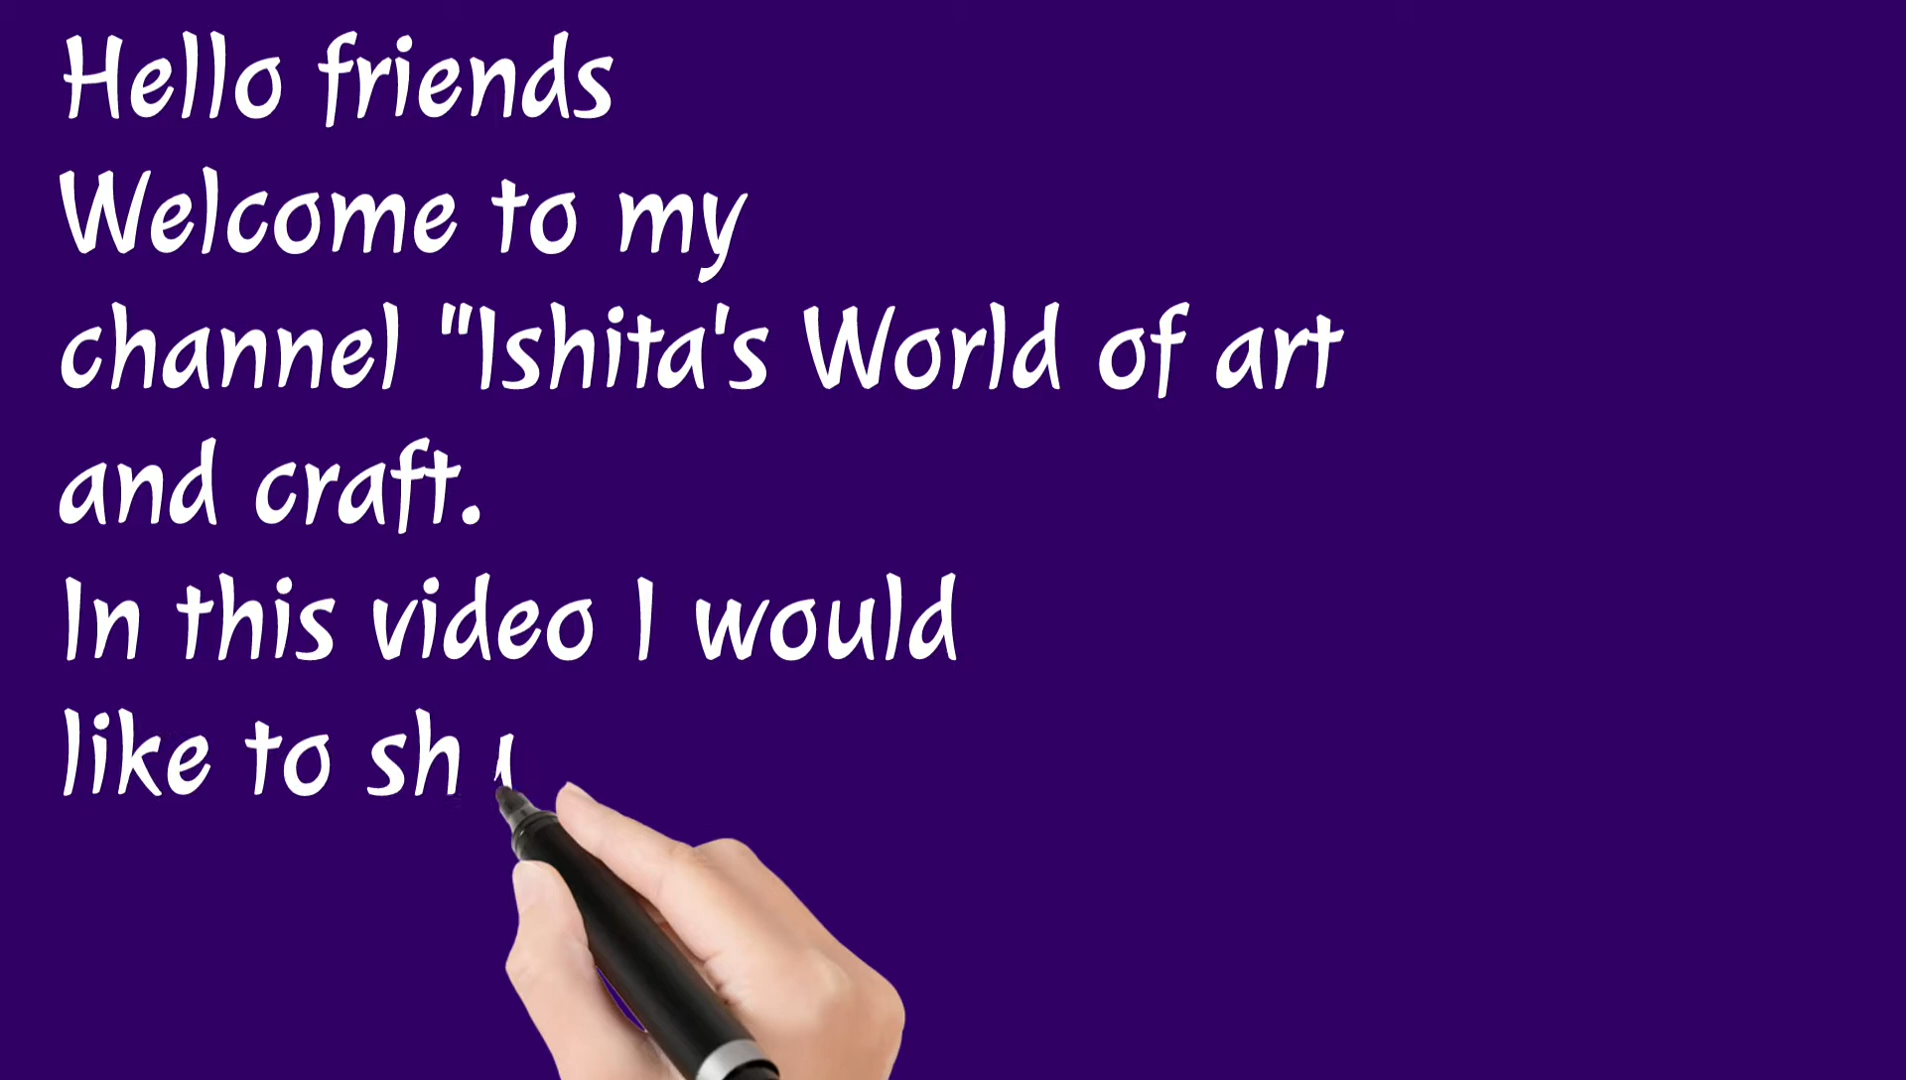 Hello friends
Welcome to my
channel "Ishita's World of art
and craft.
In this video I would
like to sh